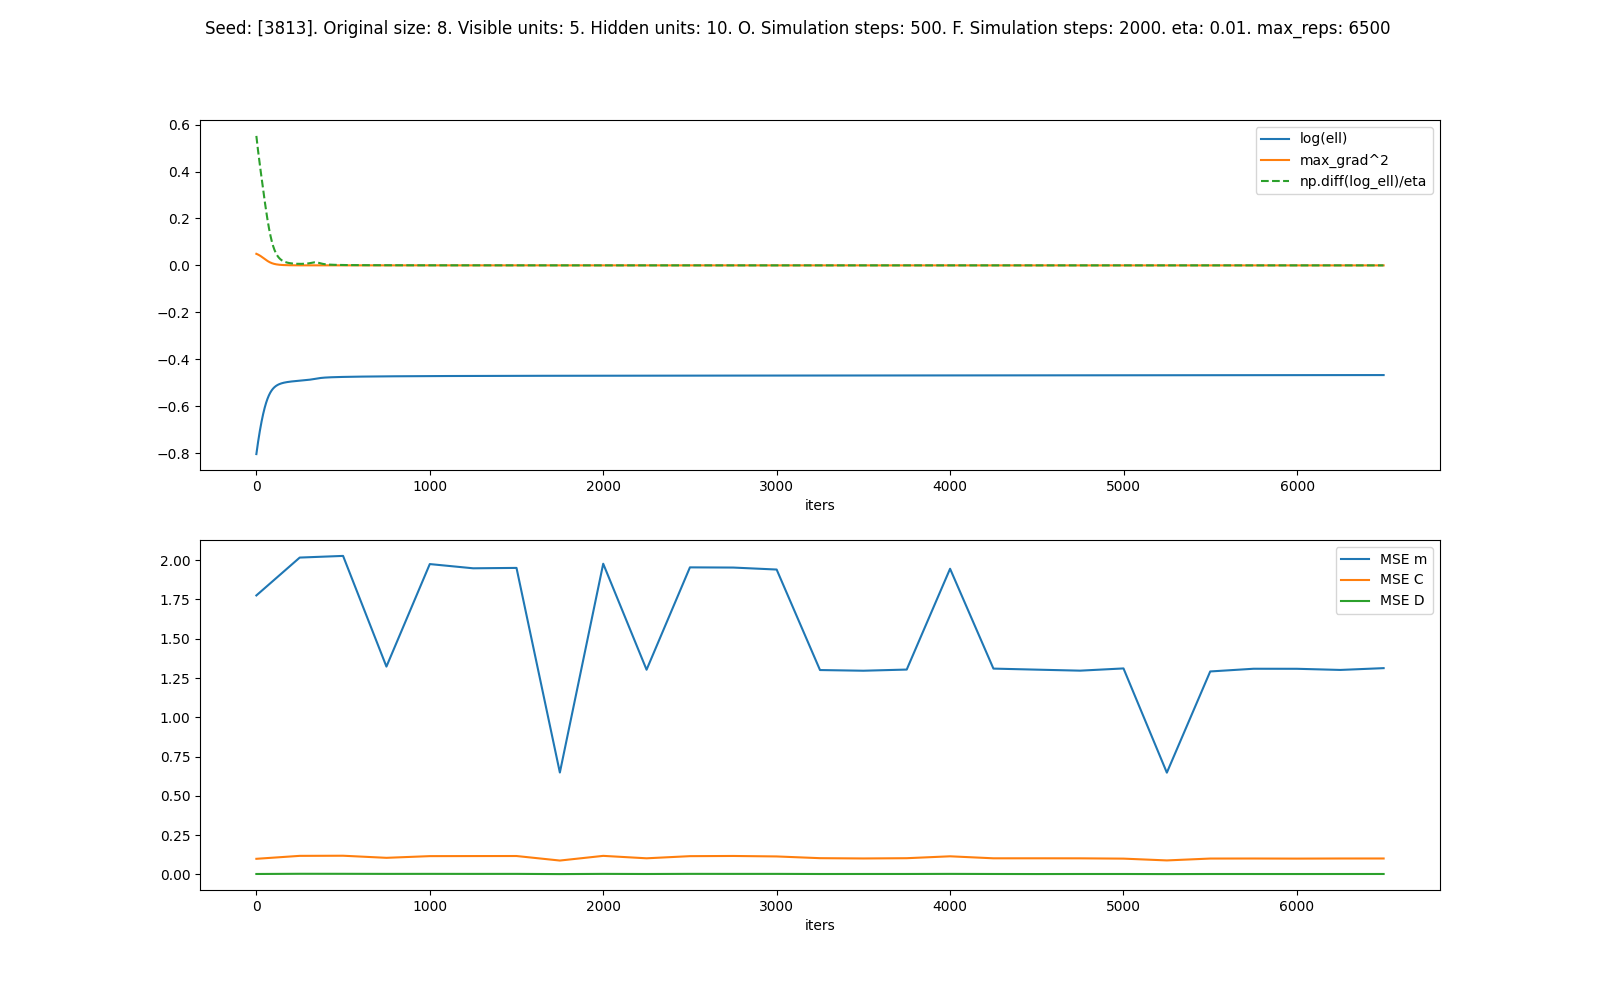 Seed: [3813]. Original size: 8. Visible units: 5. Hidden units: 10. O. Simulation steps: 500. F. Simulation steps: 2000. eta: 0.01. max_reps: 6500
0.6
0.4
0.2
0.0
−0.2
−0.4
−0.6
−0.8
log(ell)
max_grad^2
np.diff(log_ell)/eta
0 1000 2000 3000 4000 5000 6000
iters
2.00
1.75
1.50
1.25
1.00
0.75
0.50
0.25
0.00
MSE m
MSE C
MSE D
0 1000 2000 3000 4000 5000 6000
iters